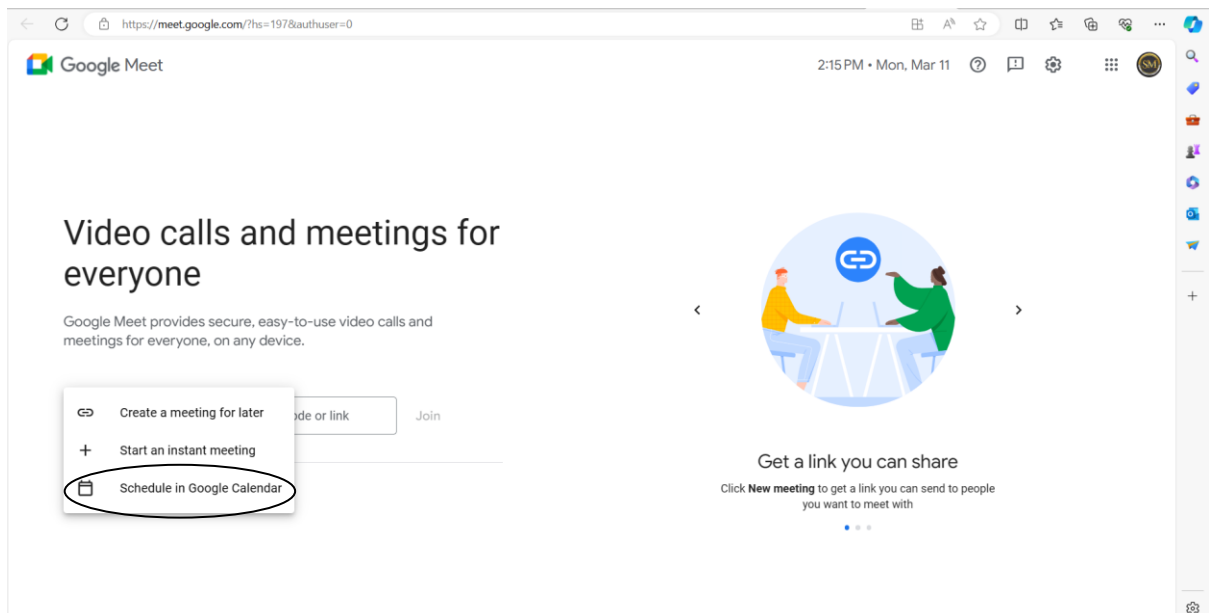 https://meet.google.com/?hs=197&authuser=0
Google Meet
2:15 PM • Mon, Mar 11
SM
Video calls and meetings for
everyone
Google Meet provides secure, easy-to-use video calls and
meetings for everyone, on any device.
Create a meeting for later
ode or link
Join
Start an instant meeting
Schedule in Google Calendar
Get a link you can share
Click New meeting to get a link you can send to people
you want to meet with